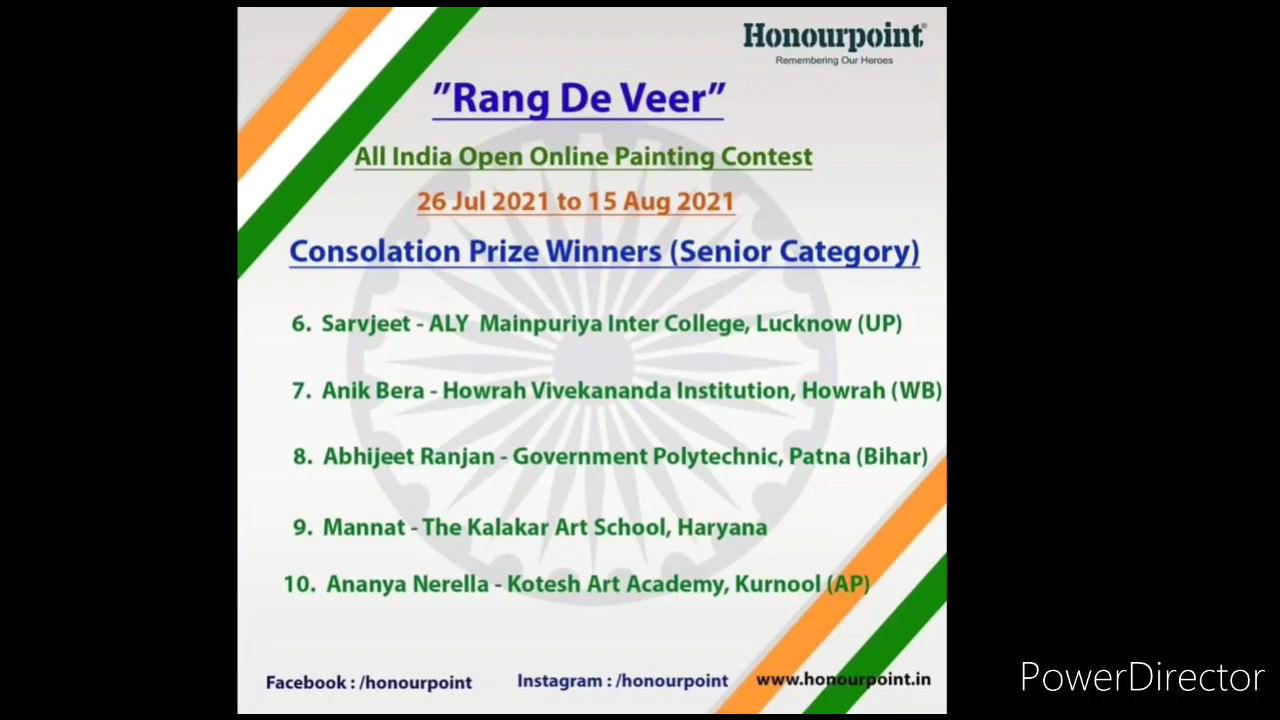 Honourpoint®
Remembering Our Heroes
”Rang De Veer”
All India Open Online Painting Contest
26 Jul 2021 to 15 Aug 2021
Consolation Prize Winners (Senior Category)
6. Sarvjeet - ALY Mainpuriya Inter College, Lucknow (UP)
7. Anik Bera - Howrah Vivekananda Institution, Howrah (WB)
8. Abhijeet Ranjan - Government Polytechnic, Patna (Bihar)
9. Mannat - The Kalakar Art School, Haryana
10. Ananya Nerella - Kotesh Art Academy, Kurnool (AP)
Facebook : /honourpoint Instagram : /honourpoint www.honourpoint.in
PowerDirector